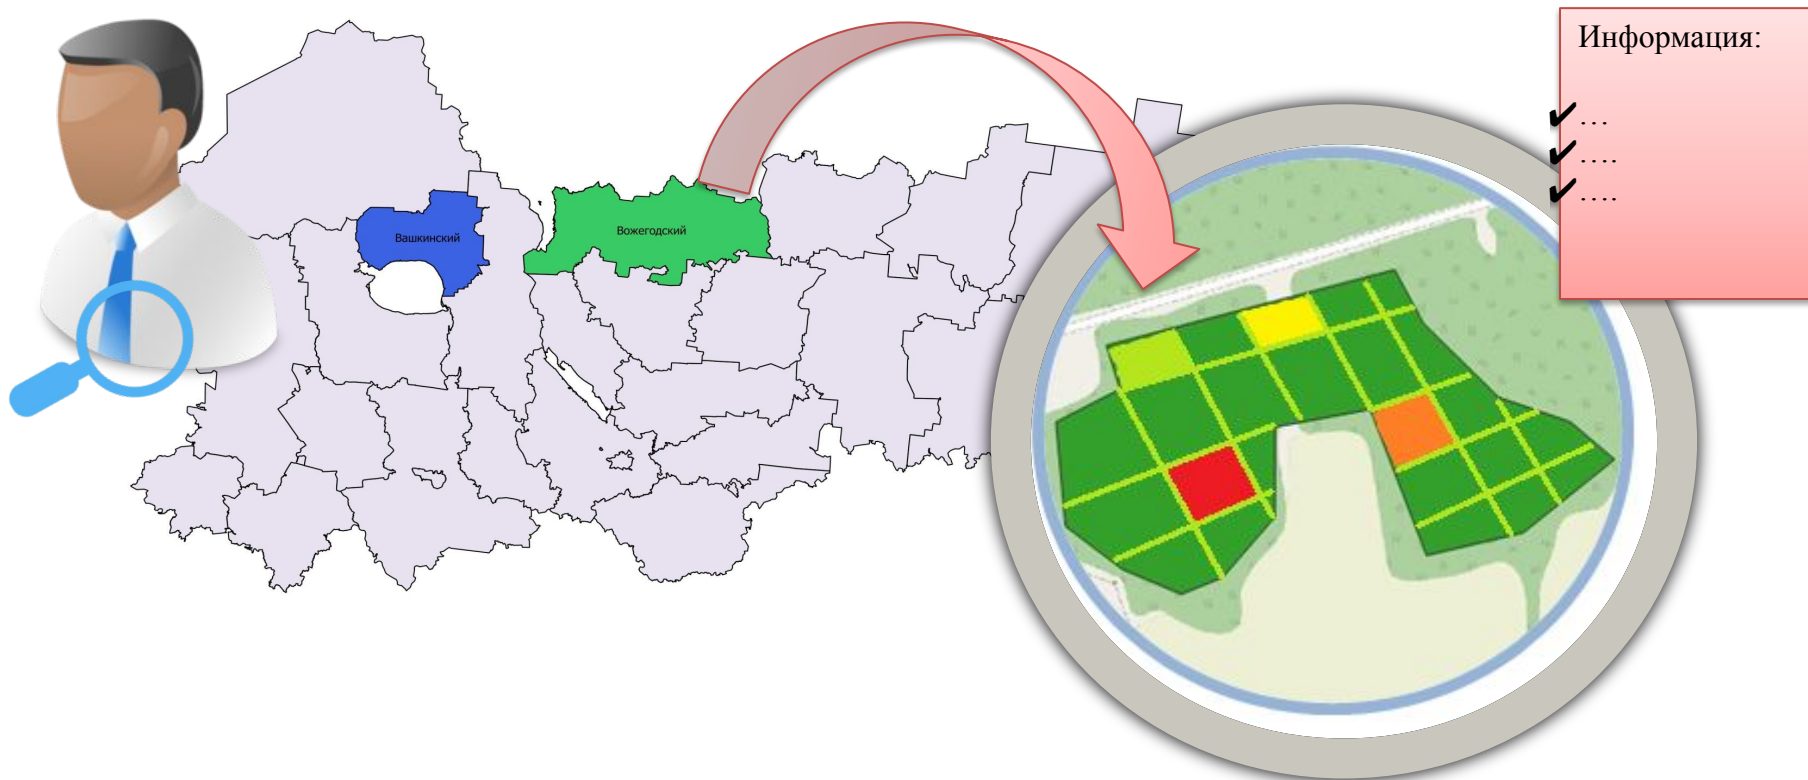 Информация:
✔…
✔….
✔….
Вашкинский
Вожегодский